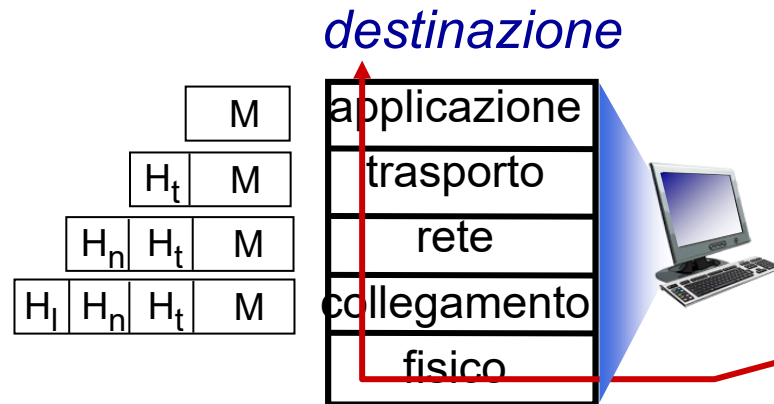 destinazione
M applicazione
Ht M trasporto
Hn Ht M rete
Hl Hn Ht M collegamento
fisico